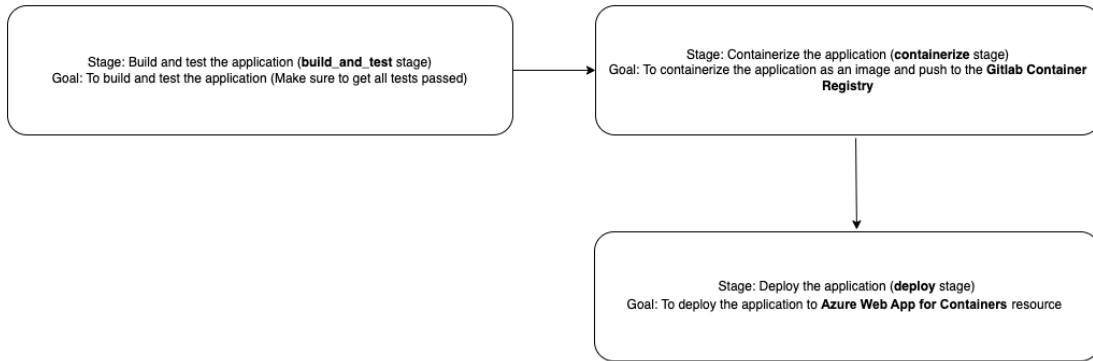 Stage: Build and test the application (build_and_test stage)
Goal: To build and test the application (Make sure to get all tests passed)
Stage: Containerize the application (containerize stage)
Goal: To containerize the application as an image and push to the Gitlab Container
Registry
Stage: Deploy the application (deploy stage)
Goal: To deploy the application to Azure Web App for Containers resource